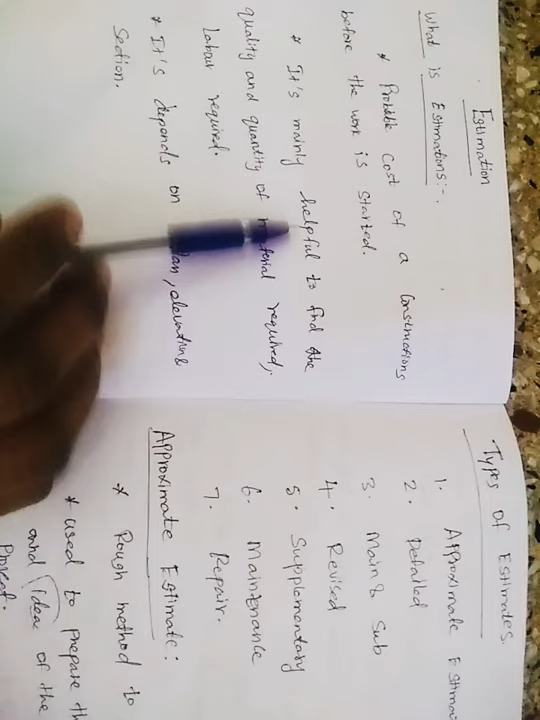 Estimation
What is Estimations:-
* Probable Cost of a Constructions
before the work is started.
* It's mainly helpful to find the
quality and quantity of material required,
Labour required.
* It's depends on Plan, elevation &
Section.
Types of Estimates
1. Approximate
2. Detailed
3. Main & Sub
4. Revised
5. Supplementary
6. Maintenance
7. Repair.
Approximate Estimate:
* Rough method to
* used to prepare
and idea of the
Project.